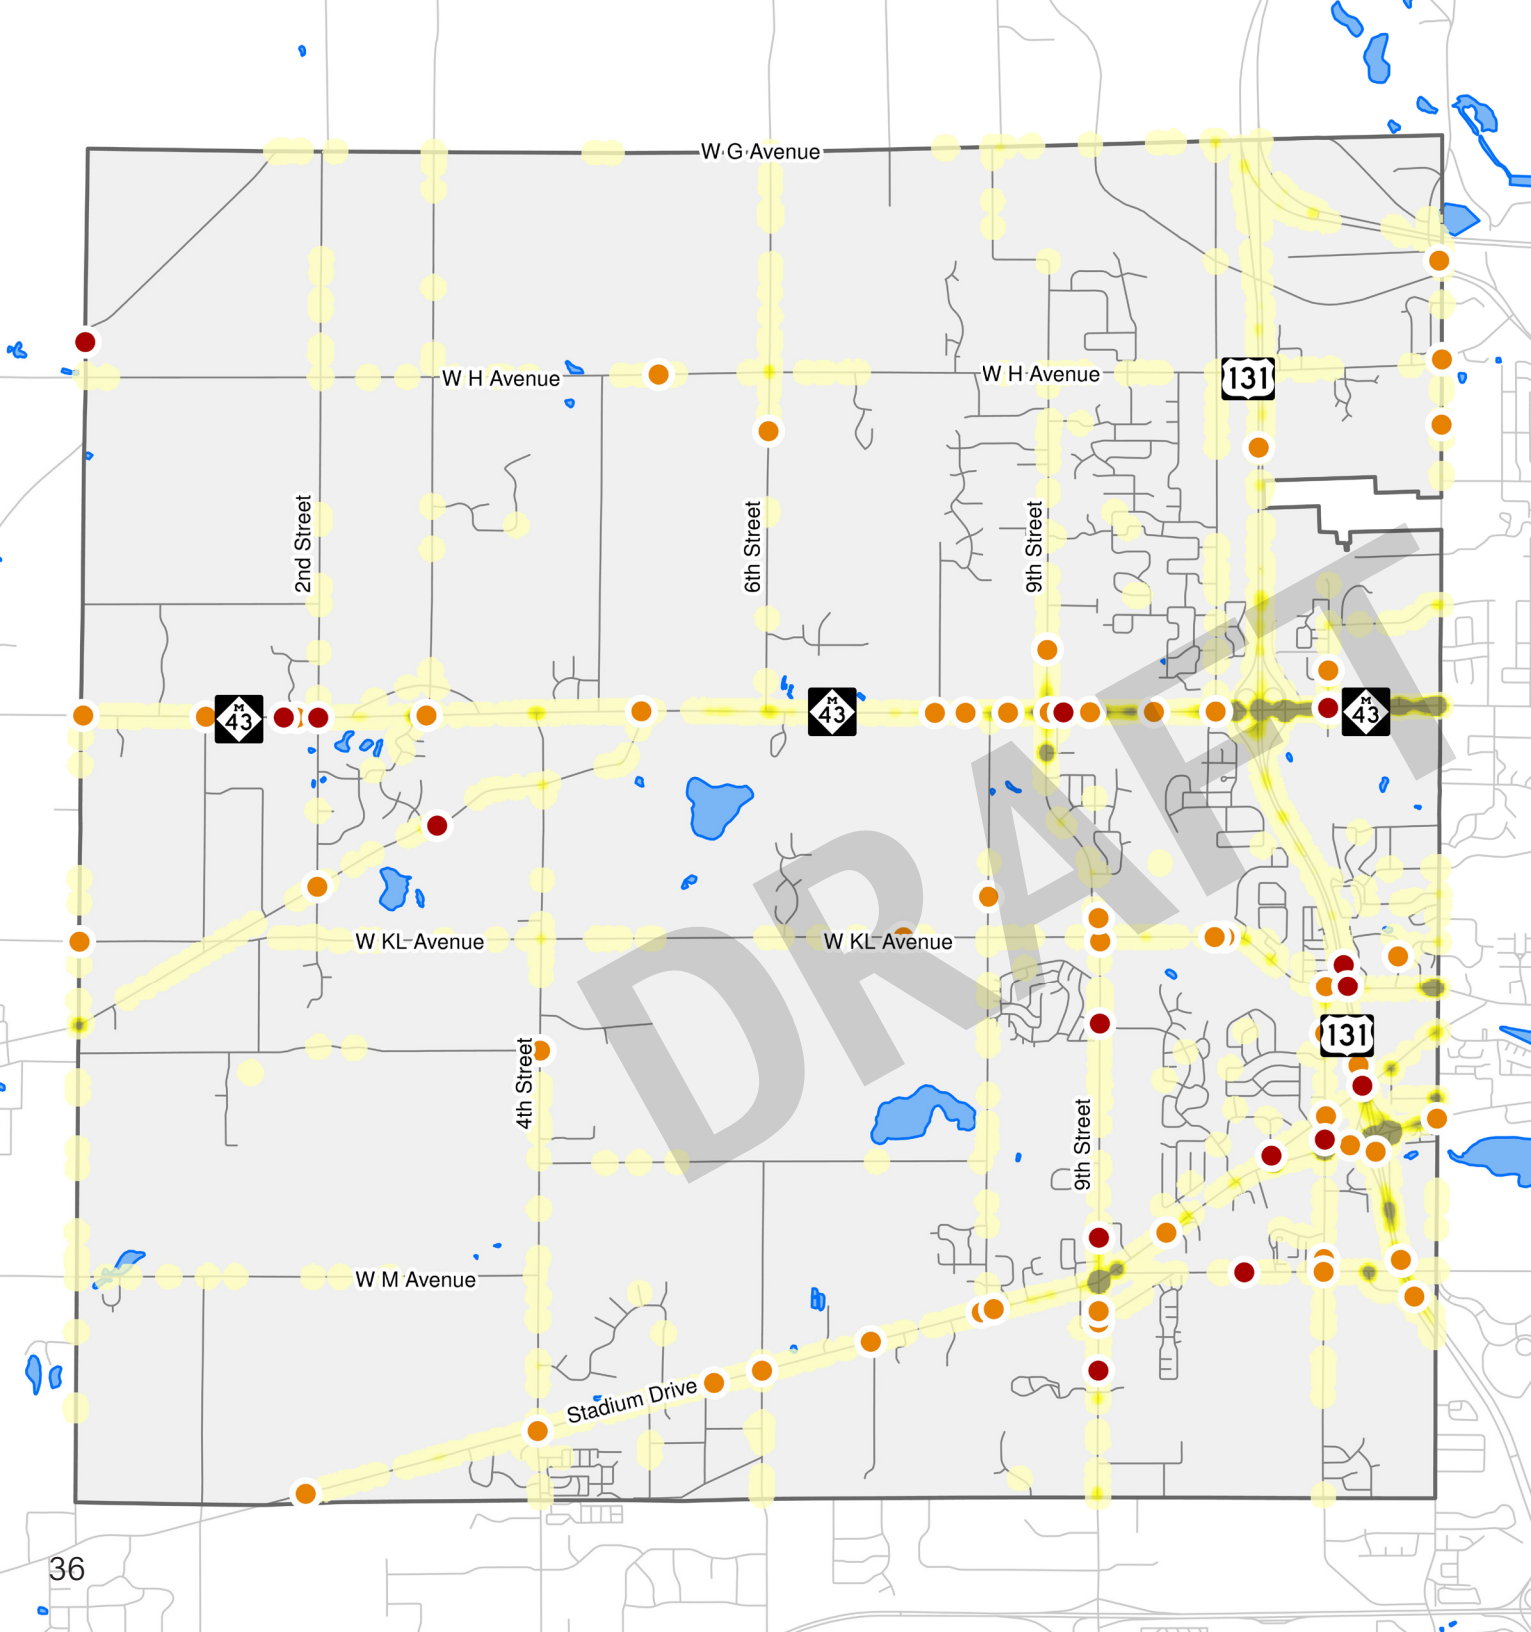 W G Avenue
W H Avenue
W H Avenue
131
2nd Street
6th Street
9th Street
M
43
M
43
M
43
W KL Avenue
W KL Avenue
131
4th Street
9th Street
W M Avenue
Stadium Drive
DRAFT
36